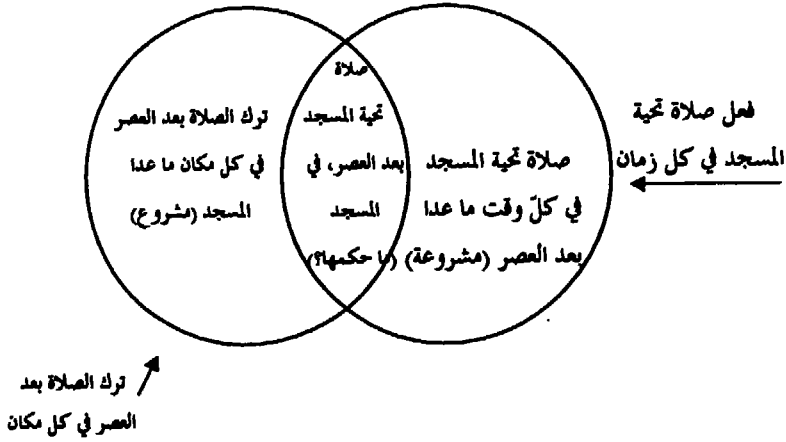 فعل صلاة تحية
المسجد في كل زمان
صلاة تحية المسجد
في كلّ وقت ما عدا
بعد العصر (مشروعة)
صلاة
تحية المسجد
بعد العصر، في
المسجد
(ما حكمها؟)
ترك الصلاة بعد العصر
في كل مكان ما عدا
المسجد (مشروع)
ترك الصلاة بعد
العصر في كل مكان